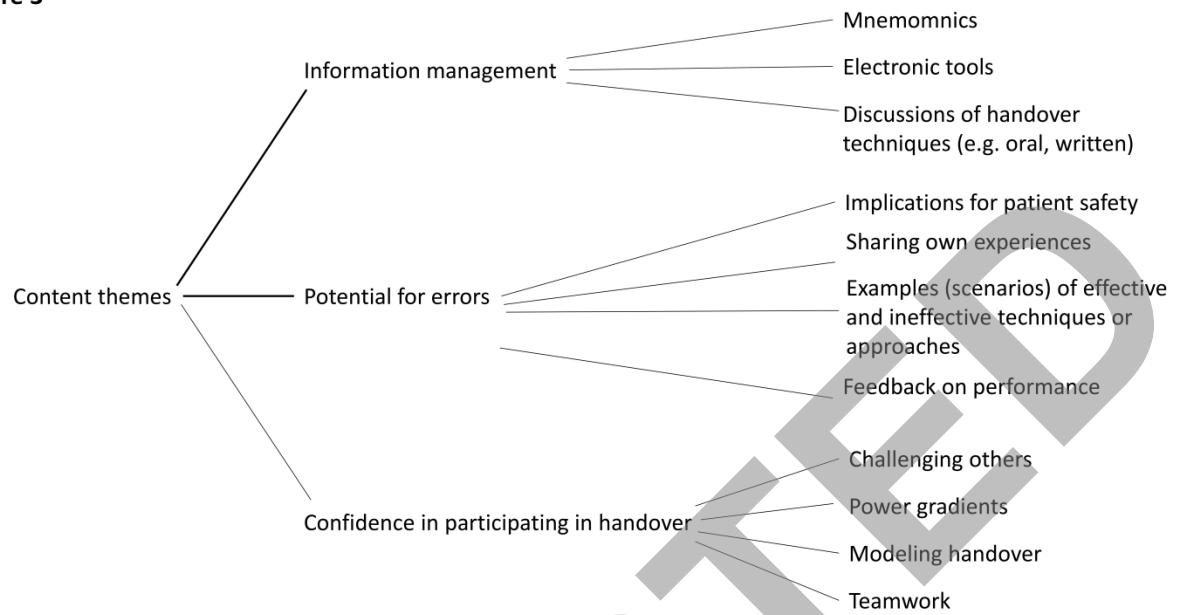 Mnemomnics
Information management
Electronic tools
Discussions of handover
techniques (e.g. oral, written)
Implications for patient safety
Sharing own experiences
Content themes
Potential for errors
Examples (scenarios) of effective
and ineffective techniques or
approaches
Feedback on performance
Challenging others
Confidence in participating in handover
Power gradients
Modeling handover
Teamwork
TED